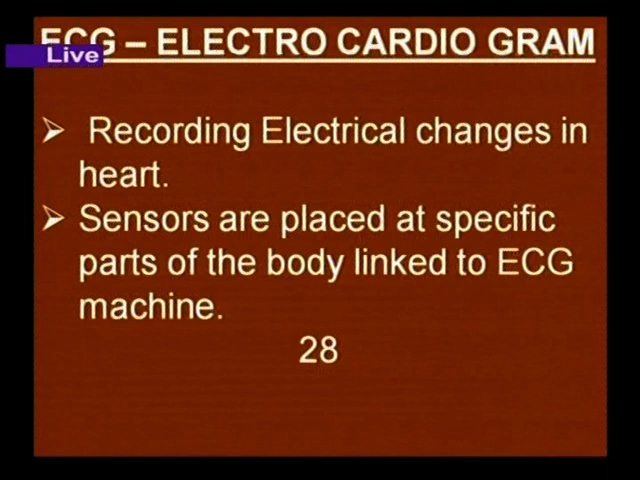 ECG – ELECTRO CARDIO GRAM
Live
➢ Recording Electrical changes in
heart.
➢ Sensors are placed at specific
parts of the body linked to ECG
machine.
28